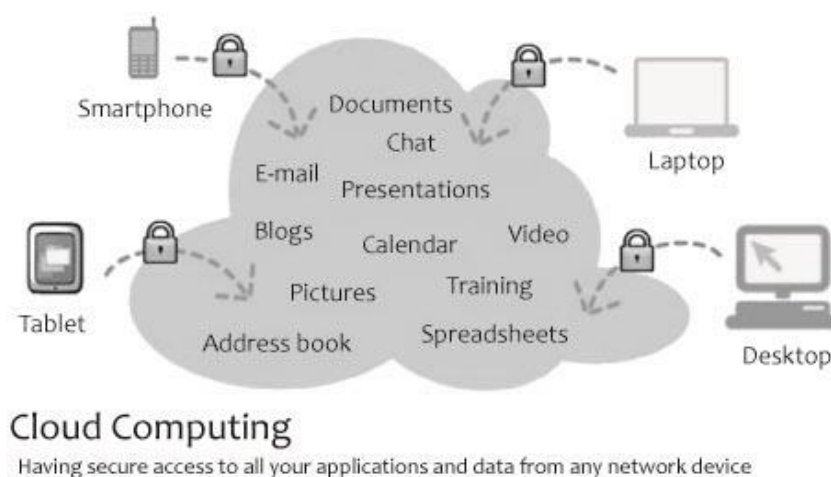 Smartphone
Documents
Chat
Laptop
E-mail
Presentations
Blogs
Calendar
Video
Pictures
Training
Tablet
Address book
Spreadsheets
Desktop
Cloud Computing
Having secure access to all your applications and data from any network device